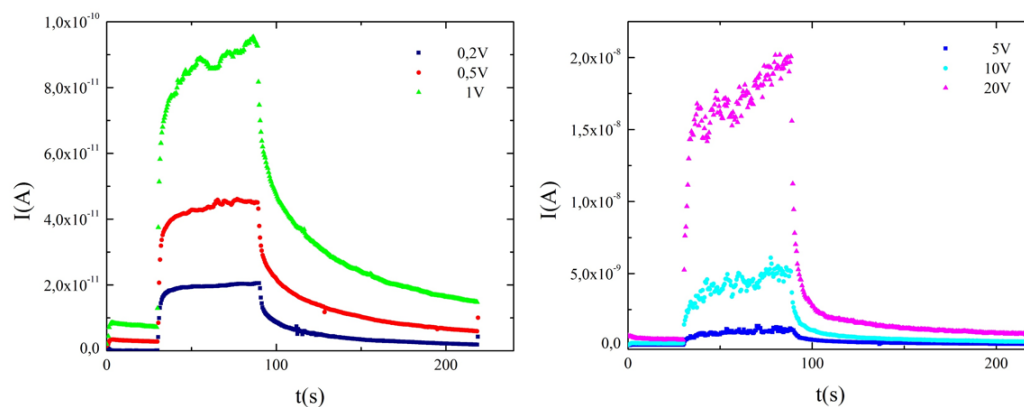 1,0x10⁻¹⁰
8,0x10⁻¹¹
6,0x10⁻¹¹
4,0x10⁻¹¹
2,0x10⁻¹¹
0,0
I(A)
0
100
200
t(s)
0,2V
0,5V
1V
2,0x10⁻⁸
1,5x10⁻⁸
1,0x10⁻⁸
5,0x10⁻⁹
0,0
I(A)
0
100
200
t(s)
5V
10V
20V